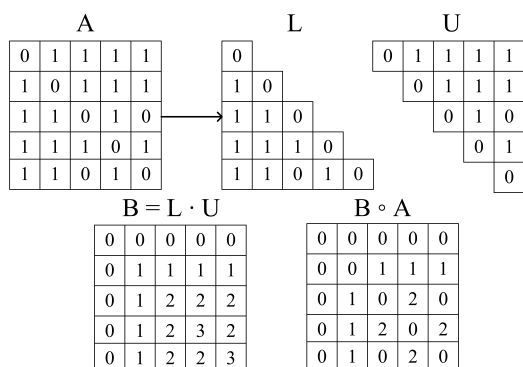 A
0 1 1 1 1
1 0 1 1 1
1 1 0 1 0
1 1 1 0 1
1 1 0 1 0
L
0
1 0
1 1 0
1 1 1 0
1 1 0 1 0
U
0 1 1 1 1
0 1 1 1
0 1 0
0 1
0
B = L · U
0 0 0 0 0
0 1 1 1 1
0 1 2 2 2
0 1 2 3 2
0 1 2 2 3
B ∘ A
0 0 0 0 0
0 0 1 1 1
0 1 0 2 0
0 1 2 0 2
0 1 0 2 0